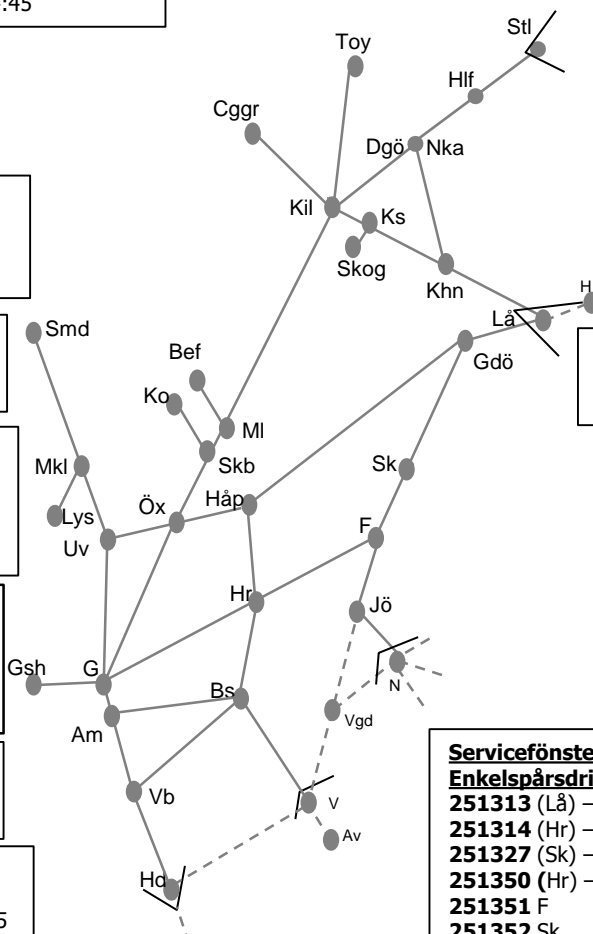 :45
Stl
Toy
Hlf
Cggr
Dgö Nka
Kil
Ks
Skog
Khn
H
Lå
Smd
Gdö
Bef
Ko
Ml
Skb
Sk
Mkl
Håp
Öx
Lys
F
Uv
Hr
Jö
Gsh G
Bs
N
Am
Vgd
Vb
V
Av
Hd
5
Servicefönste
Enkelspårsdri
251313 (Lå) –
251314 (Hr) –
251327 (Sk) –
251350 (Hr) –
251351 F
251352 Sk